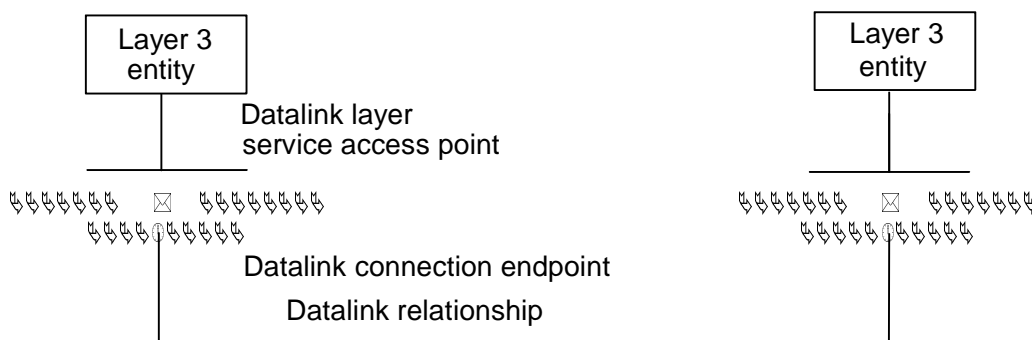 Layer 3
entity
Layer 3
entity
Datalink layer
service access point
Datalink connection endpoint
Datalink relationship